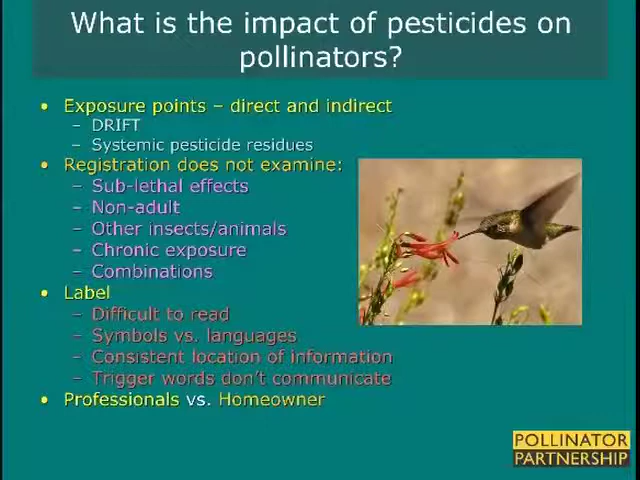 What is the impact of pesticides on
pollinators?
• Exposure points – direct and indirect
– DRIFT
– Systemic pesticide residues
• Registration does not examine:
– Sub-lethal effects
– Non-adult
– Other insects/animals
– Chronic exposure
– Combinations
• Label
– Difficult to read
– Symbols vs. languages
– Consistent location of information
– Trigger words don't communicate
• Professionals vs. Homeowner
POLLINATOR
PARTNERSHIP